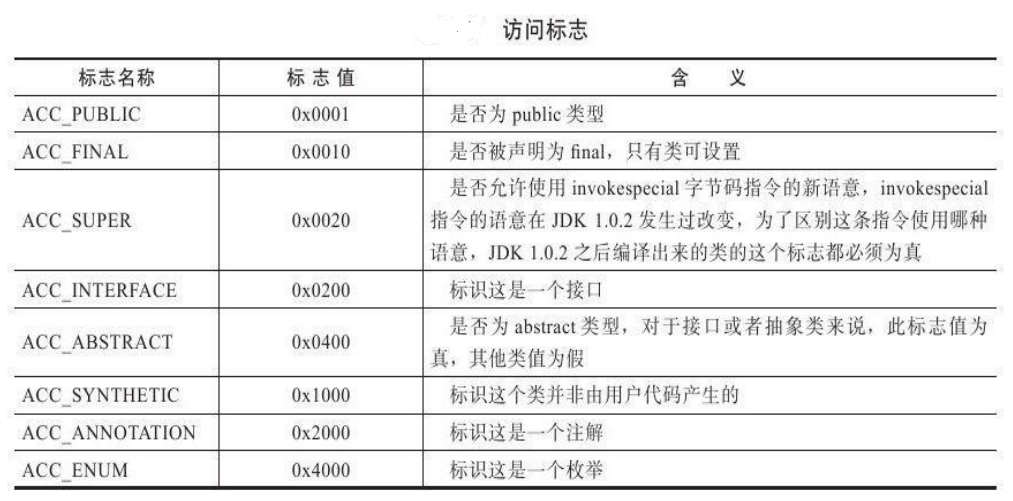 访问标志
标志名称 标 志 值 含 义
ACC_PUBLIC 0x0001 是否为 public 类型
ACC_FINAL 0x0010 是否被声明为 final，只有类可设置
是否允许使用 invokespecial 字节码指令的新语意，invokespecial
ACC_SUPER 0x0020 指令的语意在 JDK 1.0.2 发生过改变，为了区别这条指令使用哪种
语意，JDK 1.0.2 之后编译出来的类的这个标志都必须为真
ACC_INTERFACE 0x0200 标识这是一个接口
ACC_ABSTRACT 0x0400 是否为 abstract 类型，对于接口或者抽象类来说，此标志值为
真，其他类值为假
ACC_SYNTHETIC 0x1000 标识这个类并非由用户代码产生的
ACC_ANNOTATION 0x2000 标识这是一个注解
ACC_ENUM 0x4000 标识这是一个枚举